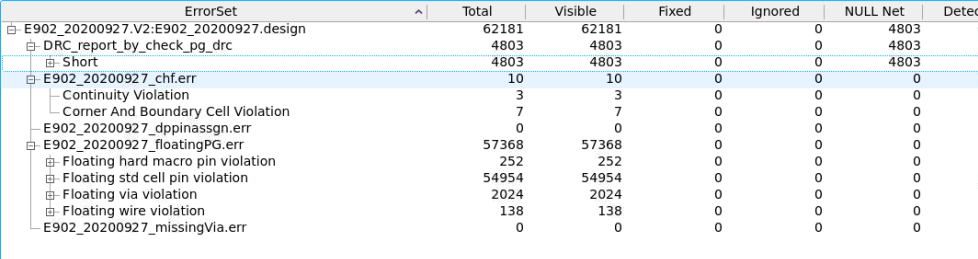 ErrorSet Total Visible Fixed Ignored NULL Net Detec
E902_20200927.V2:E902_20200927.design 62181 62181 0 0 4803
DRC_report_by_check_pg_drc 4803 4803 0 0 4803
Short 4803 4803 0 0 4803
E902_20200927_chf.err 10 10 0 0 0
Continuity Violation 3 3 0 0 0
Corner And Boundary Cell Violation 7 7 0 0 0
E902_20200927_dppinassgn.err 0 0 0 0 0
E902_20200927_floatingPG.err 57368 57368 0 0 0
Floating hard macro pin violation 252 252 0 0 0
Floating std cell pin violation 54954 54954 0 0 0
Floating via violation 2024 2024 0 0 0
Floating wire violation 138 138 0 0 0
E902_20200927_missingVia.err 0 0 0 0 0